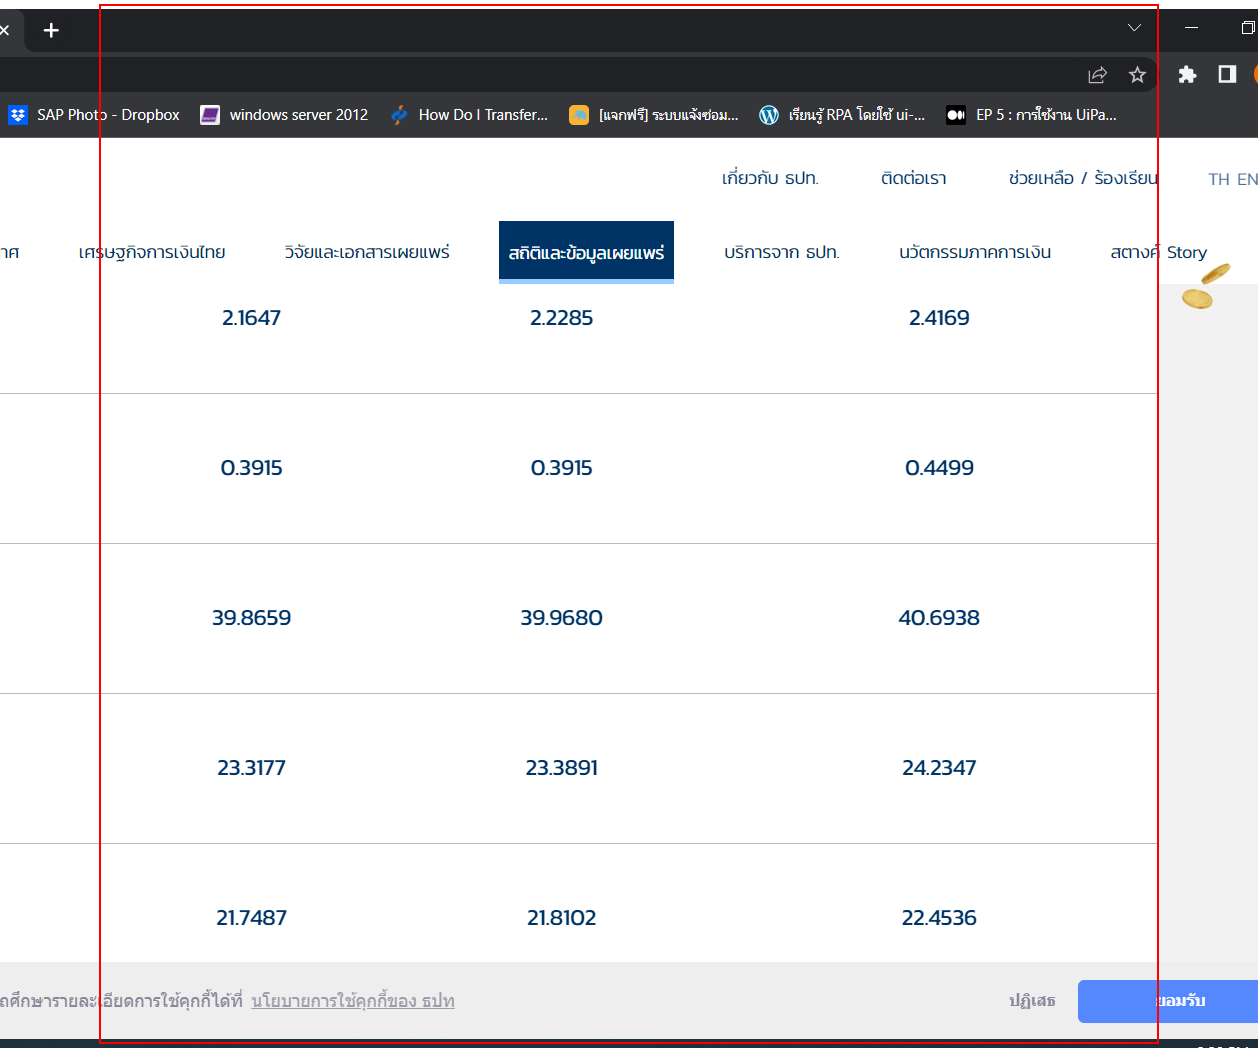 SAP Photo - Dropbox windows server 2012 How Do I Transfer... [แจกฟรี] ระบบแจ้งซ่อม... เรียนรู้ RPA โดยใช้ ui-... EP 5 : การใช้งาน UiPa...
เกี่ยวกับ ธปท. ติดต่อเรา ช่วยเหลือ / ร้องเรียน TH EN
าศ เศรษฐกิจการเงินไทย วิจัยและเอกสารเผยแพร่ สถิติและข้อมูลเผยแพร่ บริการจาก ธปท. นวัตกรรมภาคการเงิน สตางค์ Story
2.1647 2.2285 2.4169
0.3915 0.3915 0.4499
39.8659 39.9680 40.6938
23.3177 23.3891 24.2347
21.7487 21.8102 22.4536
ถศึกษารายละเอียดการใช้คุกกี้ได้ที่ นโยบายการใช้คุกกี้ของ ธปท ปฏิเสธ ยอมรับ